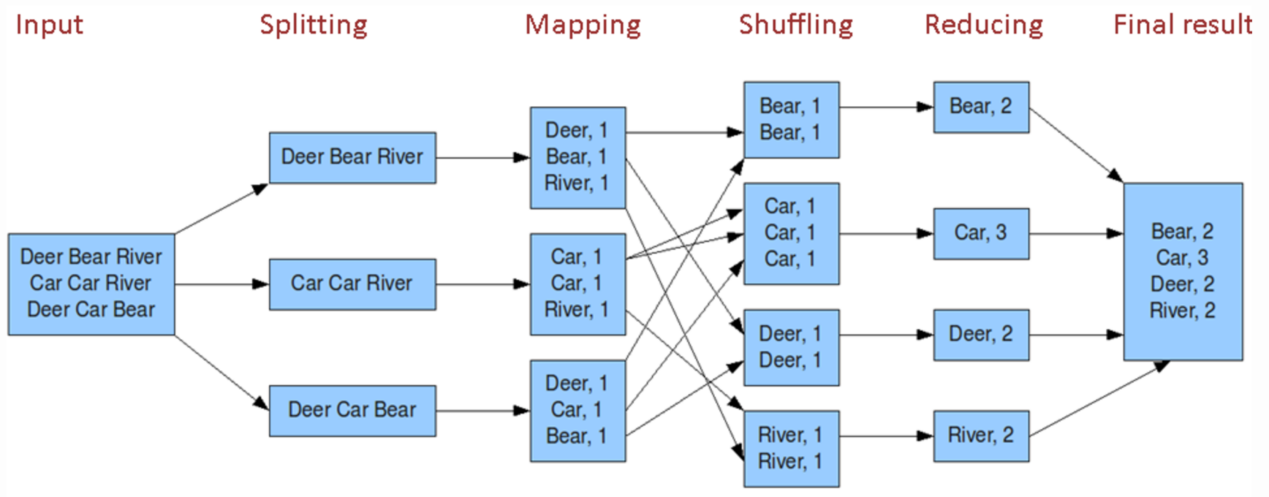 Input
Splitting
Mapping
Shuffling
Reducing
Final result
Deer Bear River
Car Car River
Deer Car Bear
Deer Bear River
Car Car River
Deer Car Bear
Deer, 1
Bear, 1
River, 1
Car, 1
Car, 1
River, 1
Deer, 1
Car, 1
Bear, 1
Bear, 1
Bear, 1
Car, 1
Car, 1
Car, 1
Deer, 1
Deer, 1
River, 1
River, 1
Bear, 2
Car, 3
Deer, 2
River, 2
Bear, 2
Car, 3
Deer, 2
River, 2